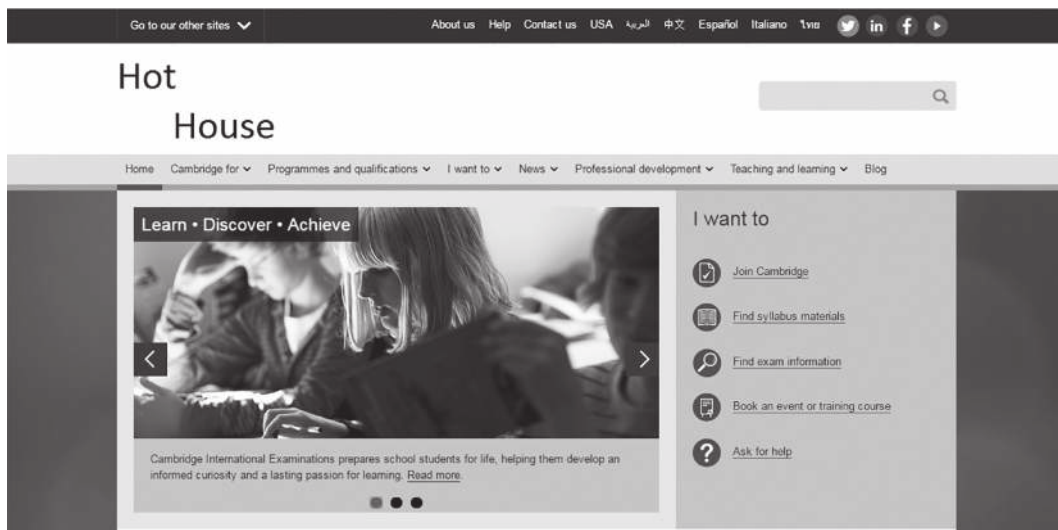 Go to our other sites
About us Help Contact us USA العربية 中文 Español Italiano ไทย
Hot
House
Home Cambridge for Programmes and qualifications I want to News Professional development Teaching and learning Blog
Learn • Discover • Achieve
Cambridge International Examinations prepares school students for life, helping them develop an
informed curiosity and a lasting passion for learning. Read more.
I want to
Join Cambridge
Find syllabus materials
Find exam information
Book an event or training course
Ask for help